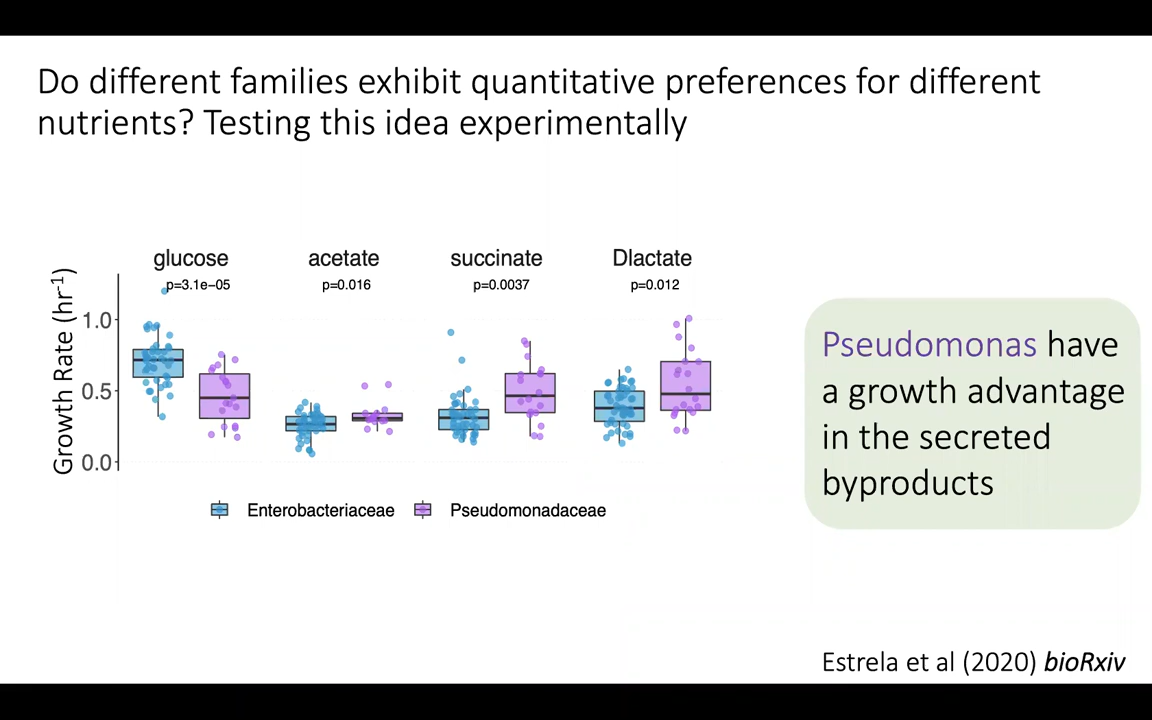 Do different families exhibit quantitative preferences for different
nutrients? Testing this idea experimentally
glucose
acetate
succinate
Dlactate
p=3.1e−05
p=0.016
p=0.0037
p=0.012
Growth Rate (hr-1)
1.0
0.5
0.0
Enterobacteriaceae
Pseudomonadaceae
Pseudomonas have
a growth advantage
in the secreted
byproducts
Estrela et al (2020) bioRxiv